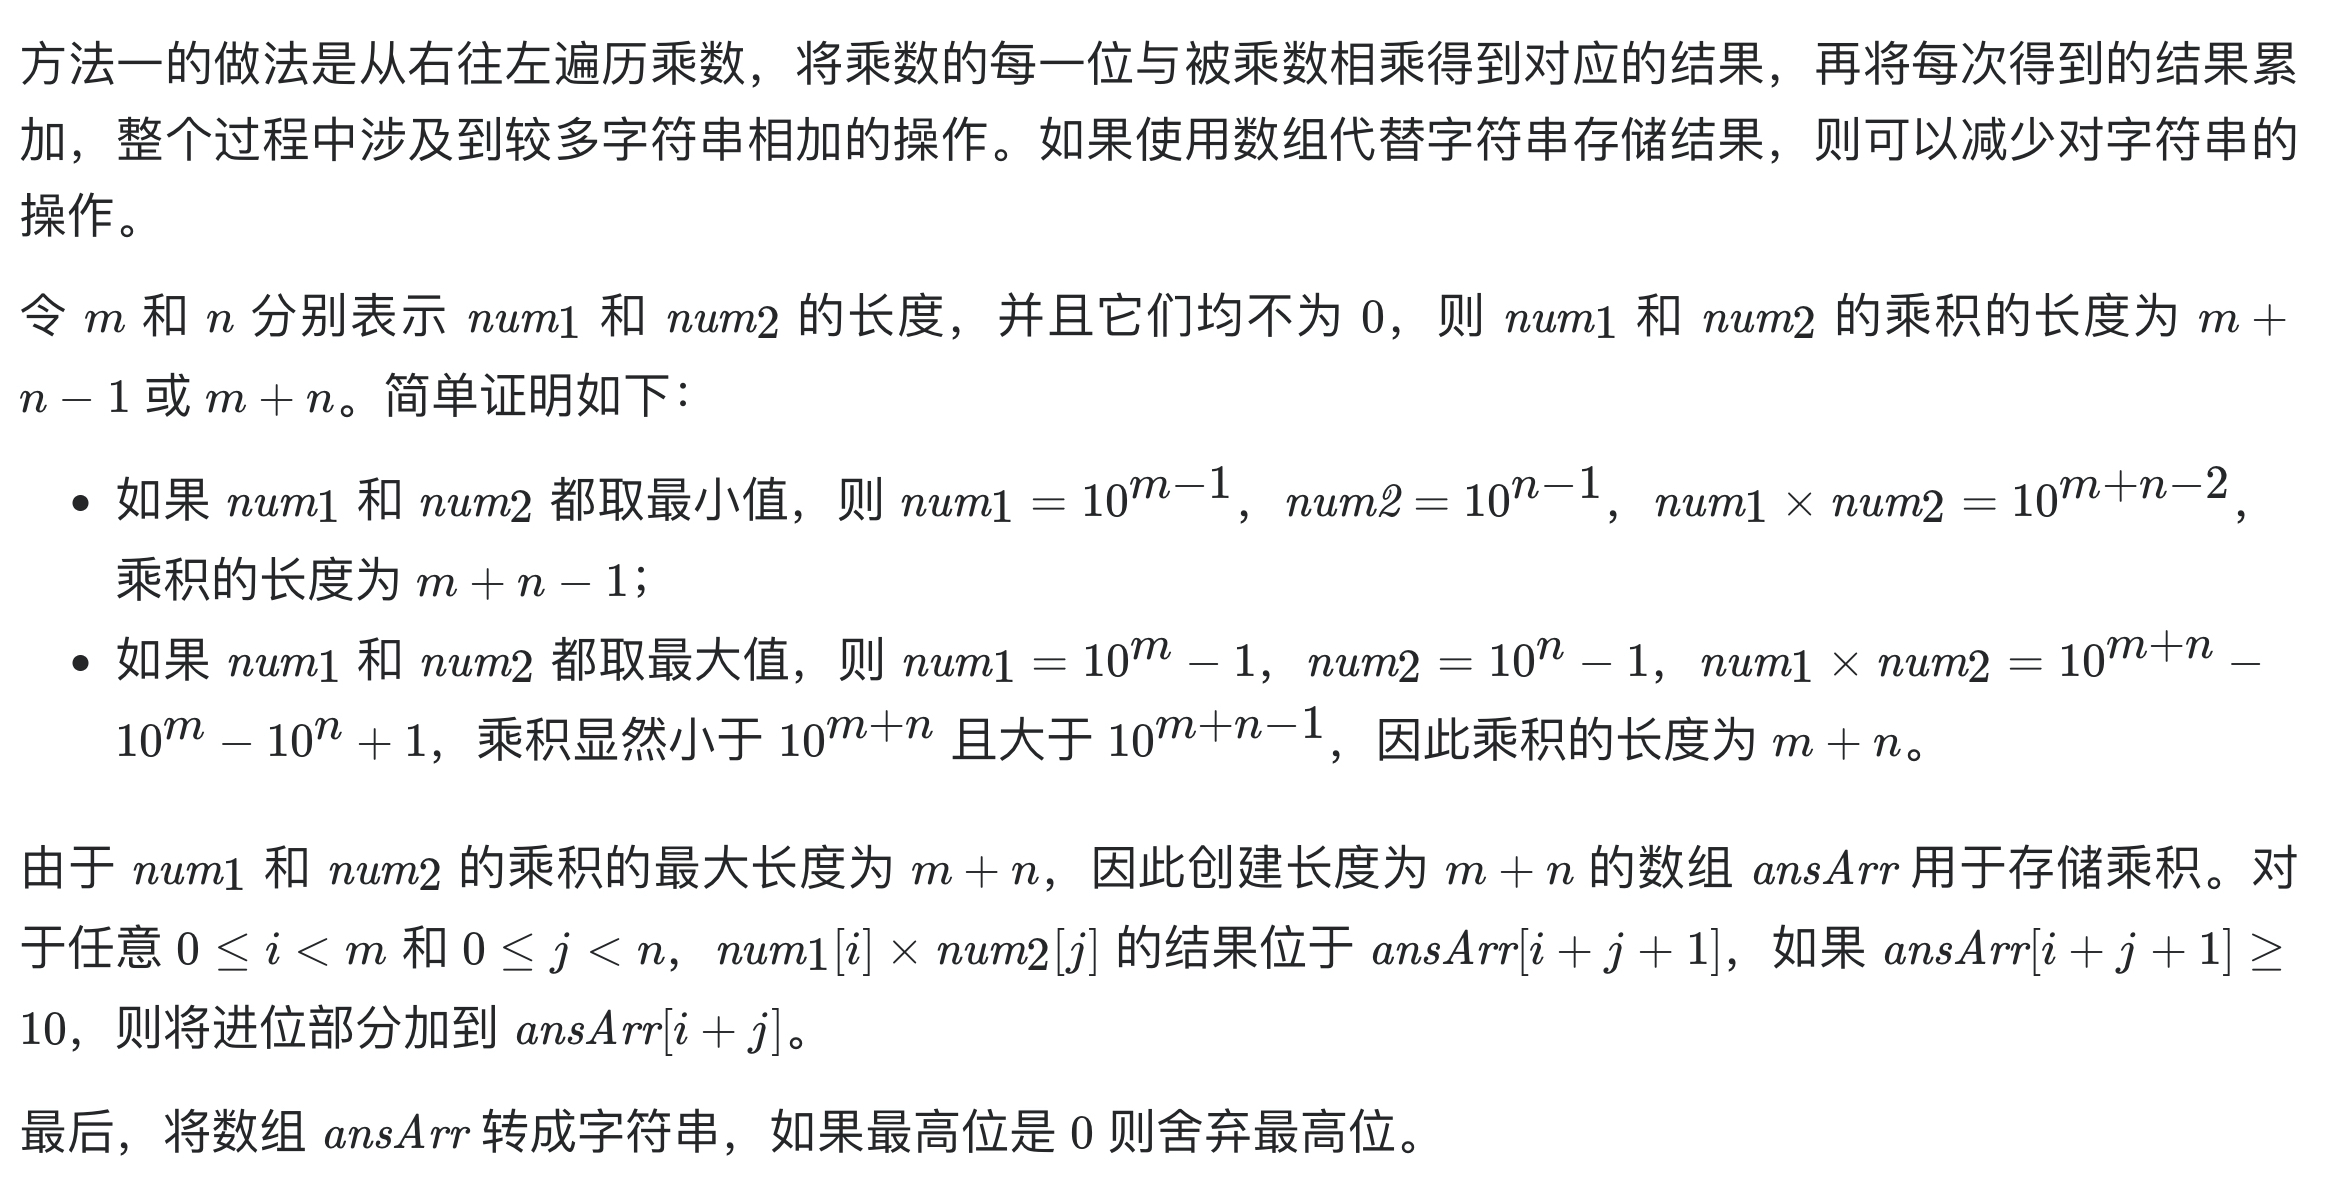 方法一的做法是从右往左遍历乘数，将乘数的每一位与被乘数相乘得到对应的结果，再将每次得到的结果累
加，整个过程中涉及到较多字符串相加的操作。如果使用数组代替字符串存储结果，则可以减少对字符串的
操作。
令 m 和 n 分别表示 num₁ 和 num₂ 的长度，并且它们均不为 0，则 num₁ 和 num₂ 的乘积的长度为 m +
n − 1 或 m + n。简单证明如下：
• 如果 num₁ 和 num₂ 都取最小值，则 num₁ = 10^{m−1}，num2 = 10^{n−1}，num₁ × num₂ = 10^{m+n−2}，
乘积的长度为 m + n − 1；
• 如果 num₁ 和 num₂ 都取最大值，则 num₁ = 10^m − 1，num₂ = 10^n − 1，num₁ × num₂ = 10^{m+n} −
10^m − 10^n + 1，乘积显然小于 10^{m+n} 且大于 10^{m+n−1}，因此乘积的长度为 m + n。
由于 num₁ 和 num₂ 的乘积的最大长度为 m + n，因此创建长度为 m + n 的数组 ansArr 用于存储乘积。对
于任意 0 ≤ i < m 和 0 ≤ j < n，num₁[i] × num₂[j] 的结果位于 ansArr[i + j + 1]，如果 ansArr[i + j + 1] ≥
10，则将进位部分加到 ansArr[i + j]。
最后，将数组 ansArr 转成字符串，如果最高位是 0 则舍弃最高位。